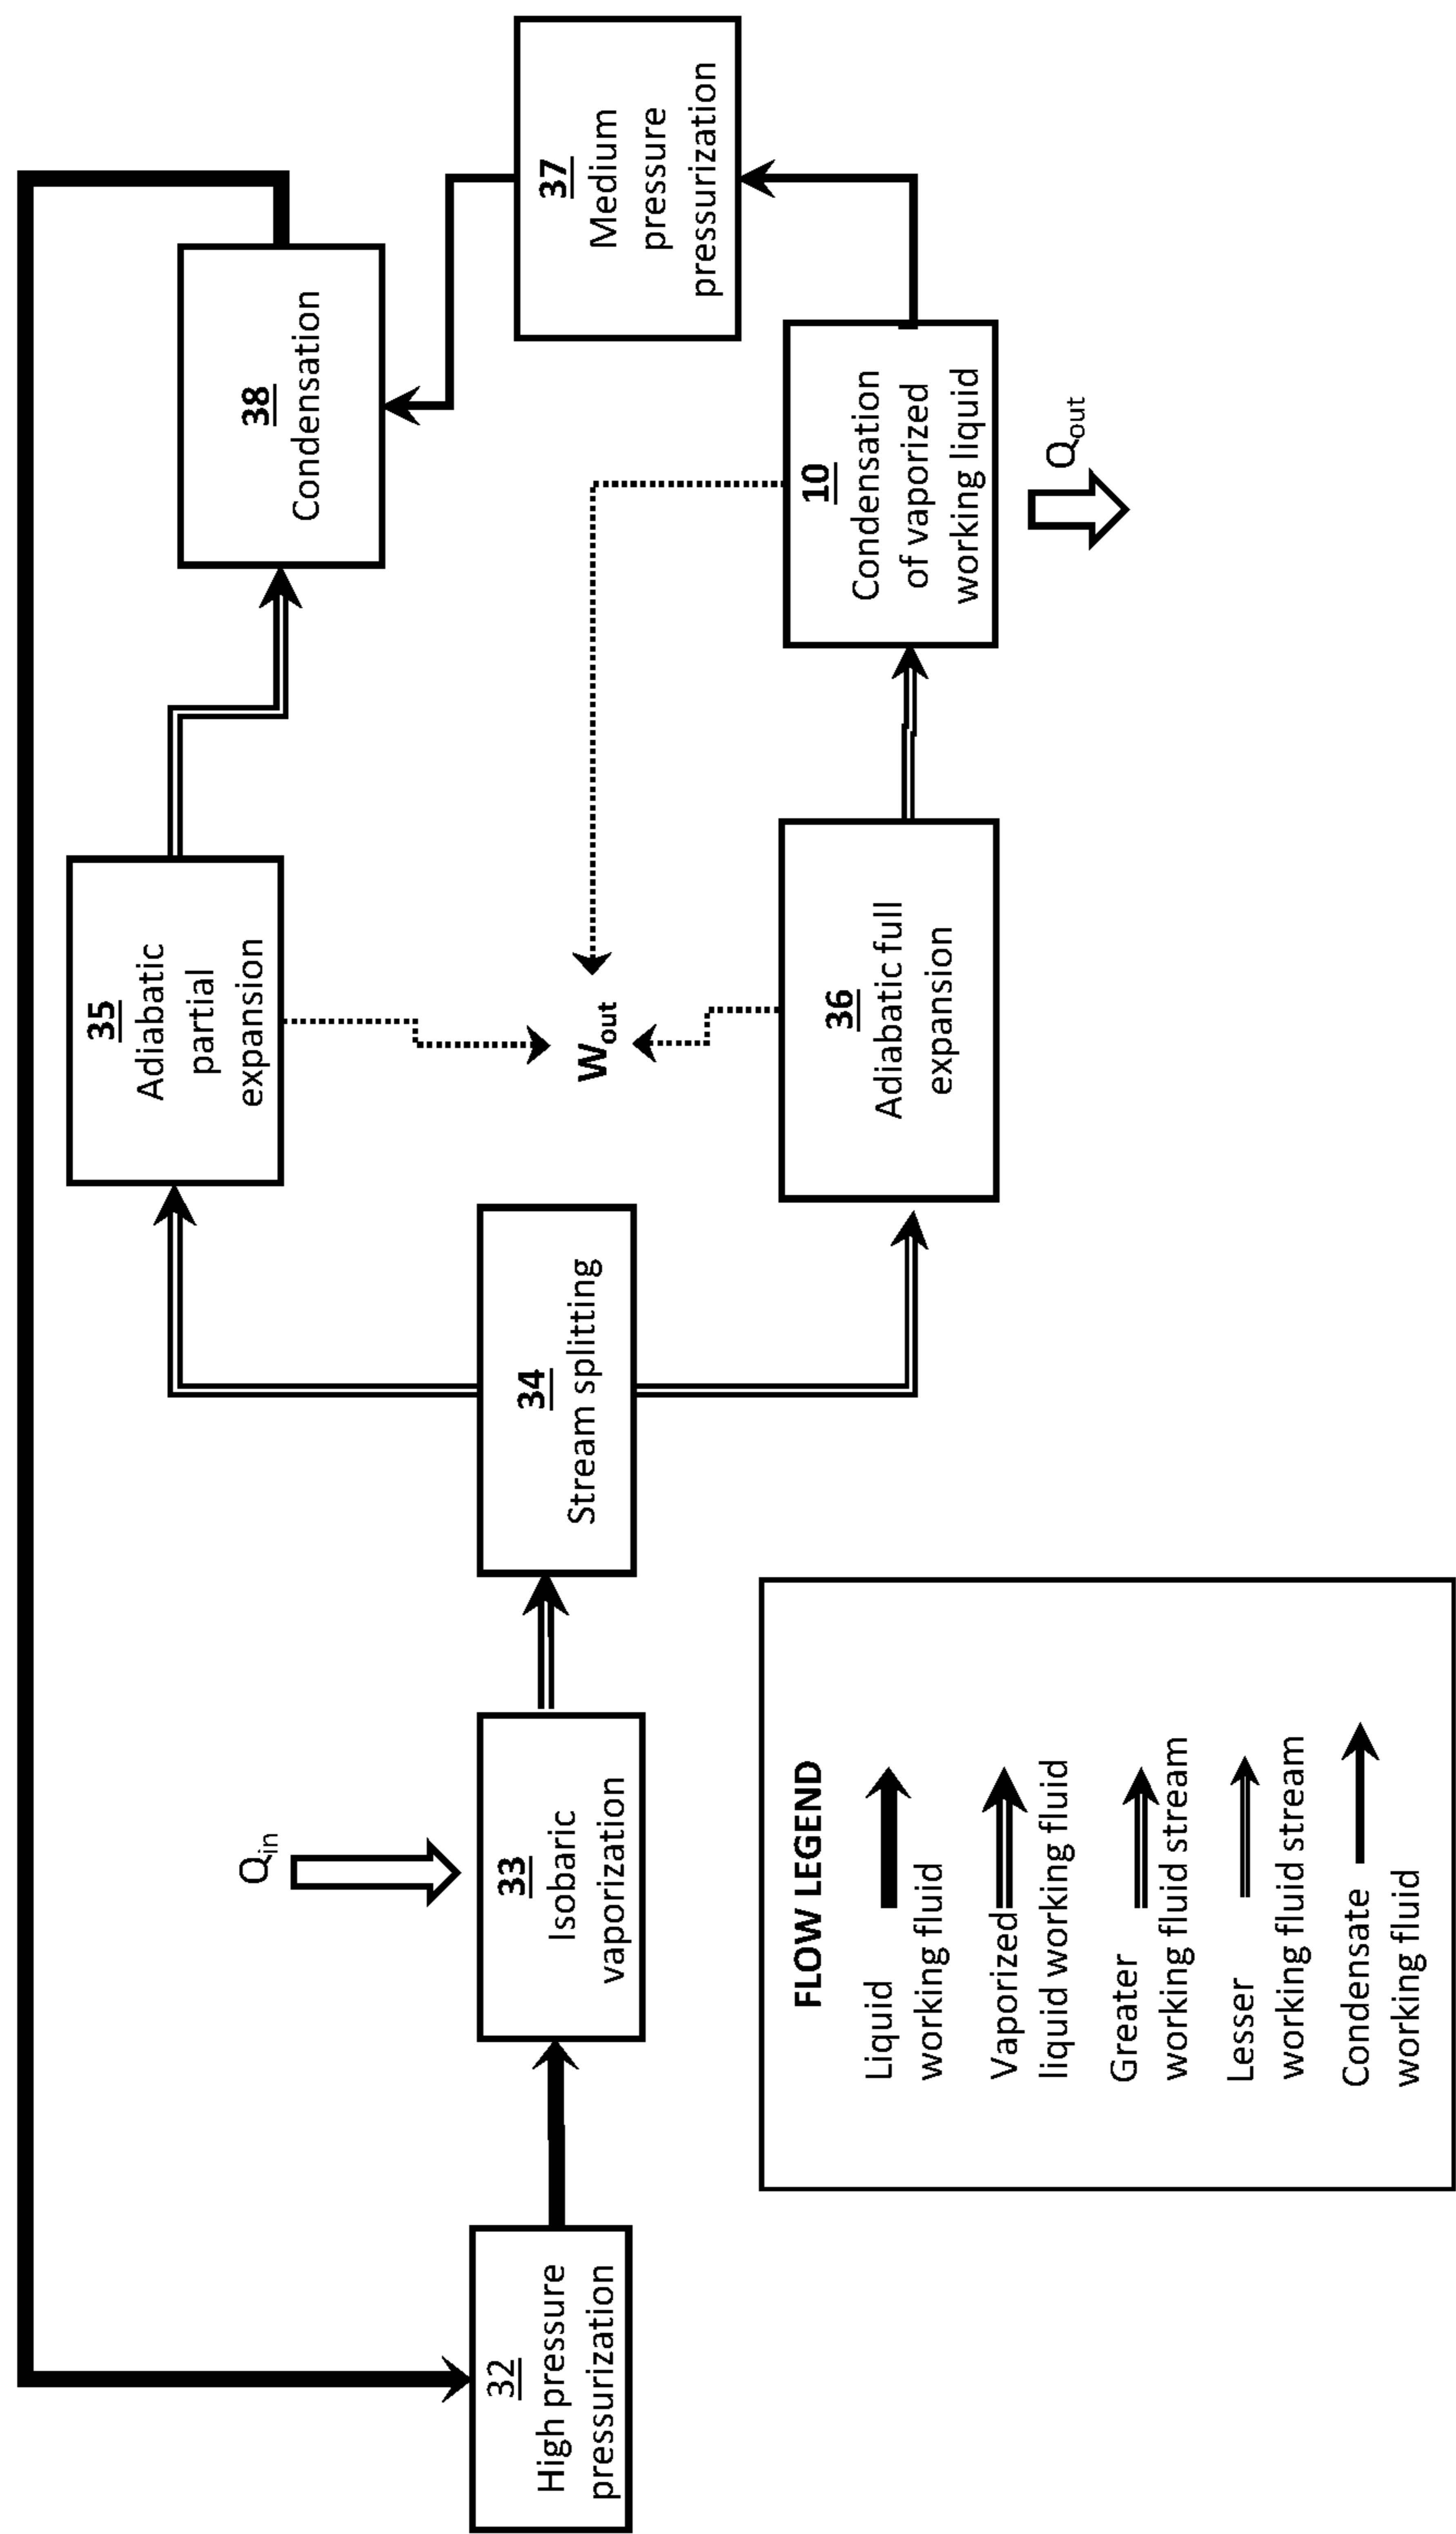 32
High pressure
pressurization
Q_in
33
Isobaric
vaporization
34
Stream splitting
35
Adiabatic
partial
expansion
W_out
36
Adiabatic full
expansion
38
Condensation
37
Medium
pressure
pressurization
10
Condensation
of vaporized
working liquid
Q_out
FLOW LEGEND
Liquid
working fluid
Vaporized
liquid working fluid
Greater
working fluid stream
Lesser
working fluid stream
Condensate
working fluid